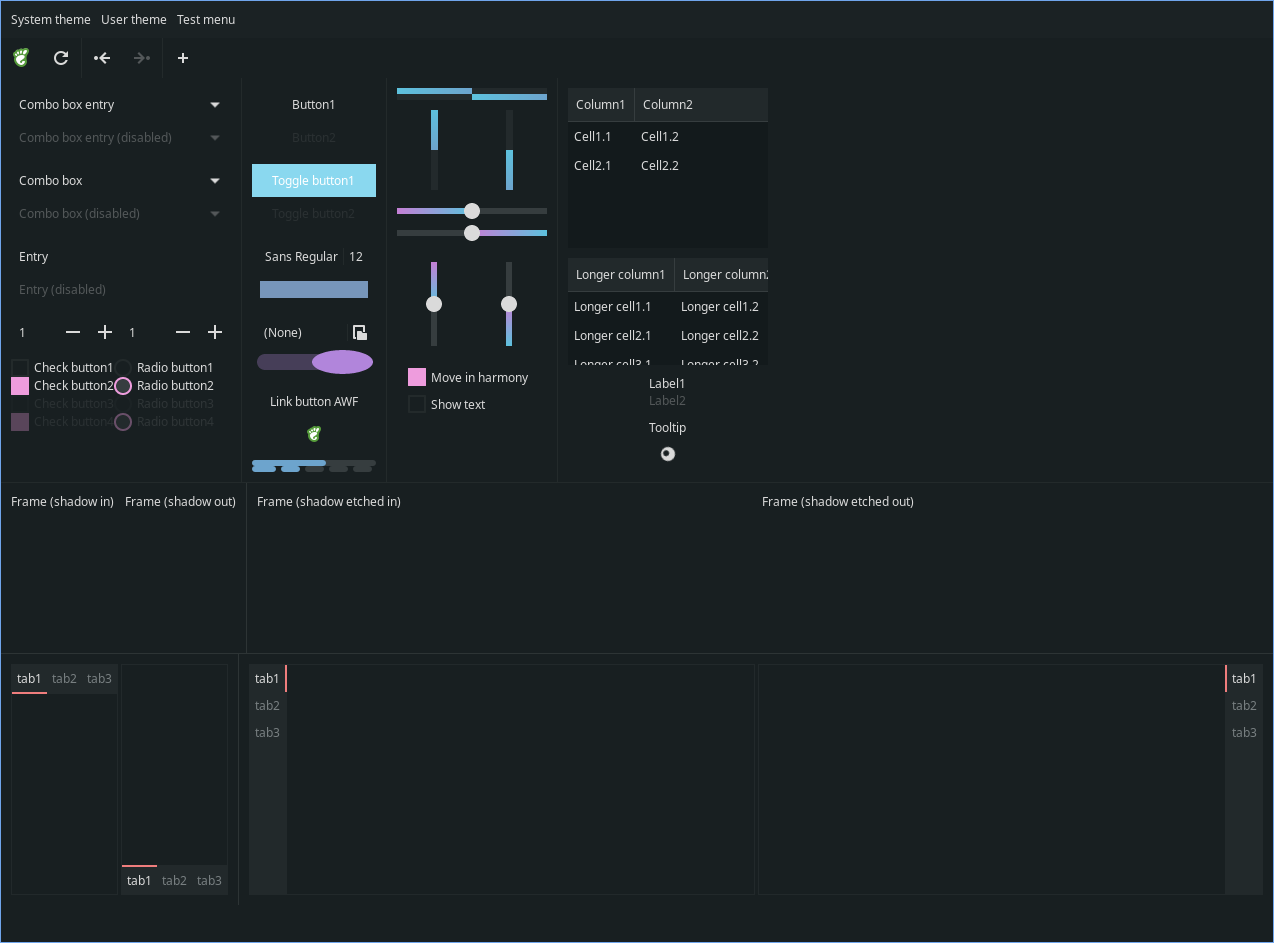 System theme User theme Test menu
Combo box entry
Combo box entry (disabled)
Combo box
Combo box (disabled)
Entry
Entry (disabled)
1 1
Check button1 Radio button1
Check button2 Radio button2
Check button3 Radio button3
Check button4 Radio button4
Button1
Button2
Toggle button1
Toggle button2
Sans Regular 12
(None)
Link button AWF
Move in harmony
Show text
Column1 Column2
Cell1.1 Cell1.2
Cell2.1 Cell2.2
Longer column1 Longer column2
Longer cell1.1 Longer cell1.2
Longer cell2.1 Longer cell2.2
Longer cell3.1 Longer cell3.2
Label1
Label2
Tooltip
Frame (shadow in) Frame (shadow out) Frame (shadow etched in) Frame (shadow etched out)
tab1 tab2 tab3
tab1 tab2 tab3
tab1
tab2
tab3
tab1
tab2
tab3